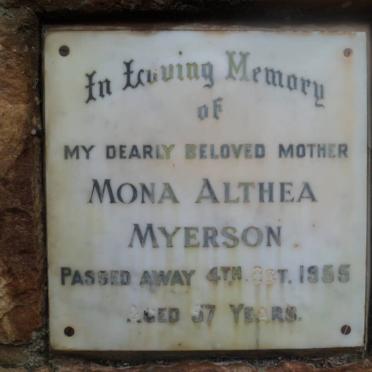 In Loving Memory
of
MY DEARLY BELOVED MOTHER
MONA ALTHEA
MYERSON
PASSED AWAY 4TH. OCT. 1955
AGED 57 YEARS.